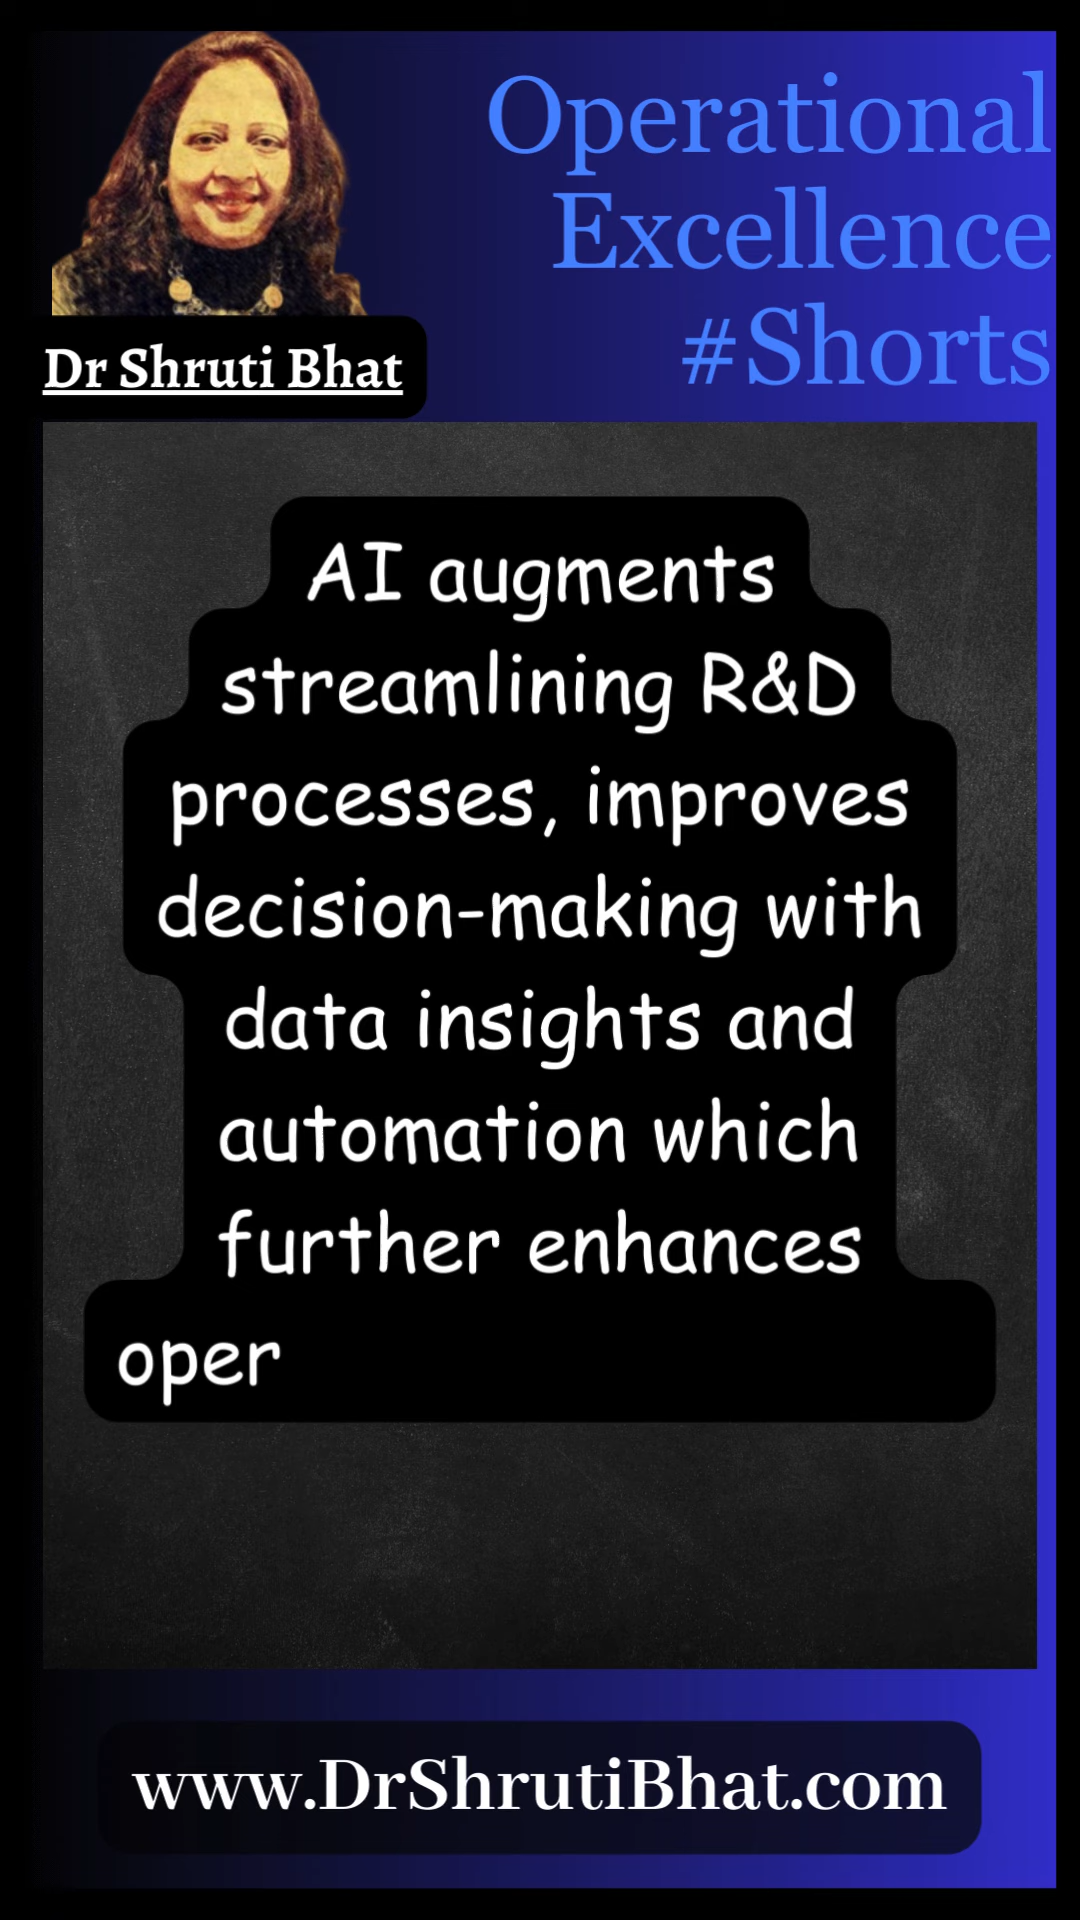 Operational
Excellence
#Shorts
Dr Shruti Bhat
AI augments
streamlining R&D
processes, improves
decision-making with
data insights and
automation which
further enhances
oper
www.DrShrutiBhat.com